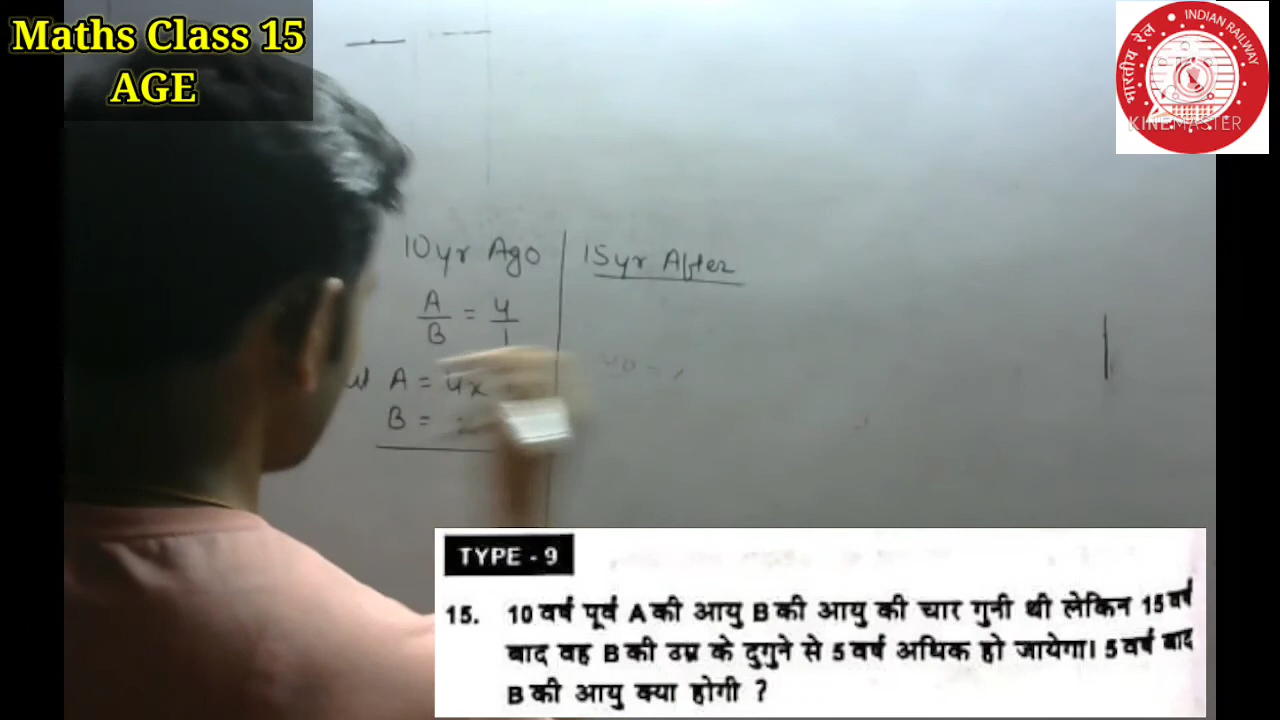 Maths Class 15
AGE
INDIAN RAILWAY
भारतीय रेल
KINEMASTER
10yr Ago
15yr After
A/B = 4/1
A = 4x
B =
TYPE - 9
15. 10 वर्ष पूर्व A की आयु B की आयु की चार गुनी थी लेकिन 15 वर्ष
बाद वह B की उम्र के दुगुने से 5 वर्ष अधिक हो जायेगा। 5 वर्ष बाद
B की आयु क्या होगी ?